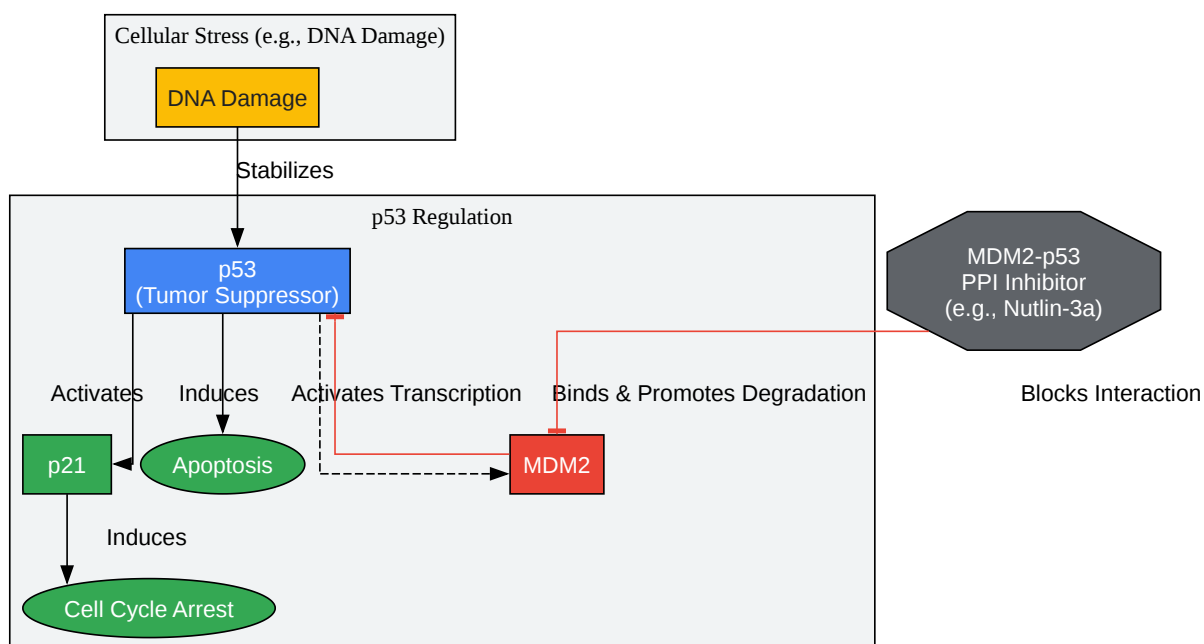 Cellular Stress (e.g., DNA Damage)
DNA Damage
Stabilizes
p53 Regulation
p53
(Tumor Suppressor)
MDM2-p53
PPI Inhibitor
(e.g., Nutlin-3a)
Activates
Induces
Activates Transcription
Binds & Promotes Degradation
Blocks Interaction
p21
Apoptosis
MDM2
Induces
Cell Cycle Arrest